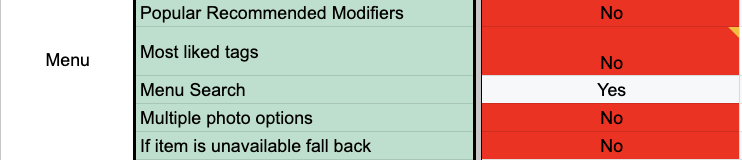 Popular Recommended Modifiers No
Menu Most liked tags No
Menu Search Yes
Multiple photo options No
If item is unavailable fall back No